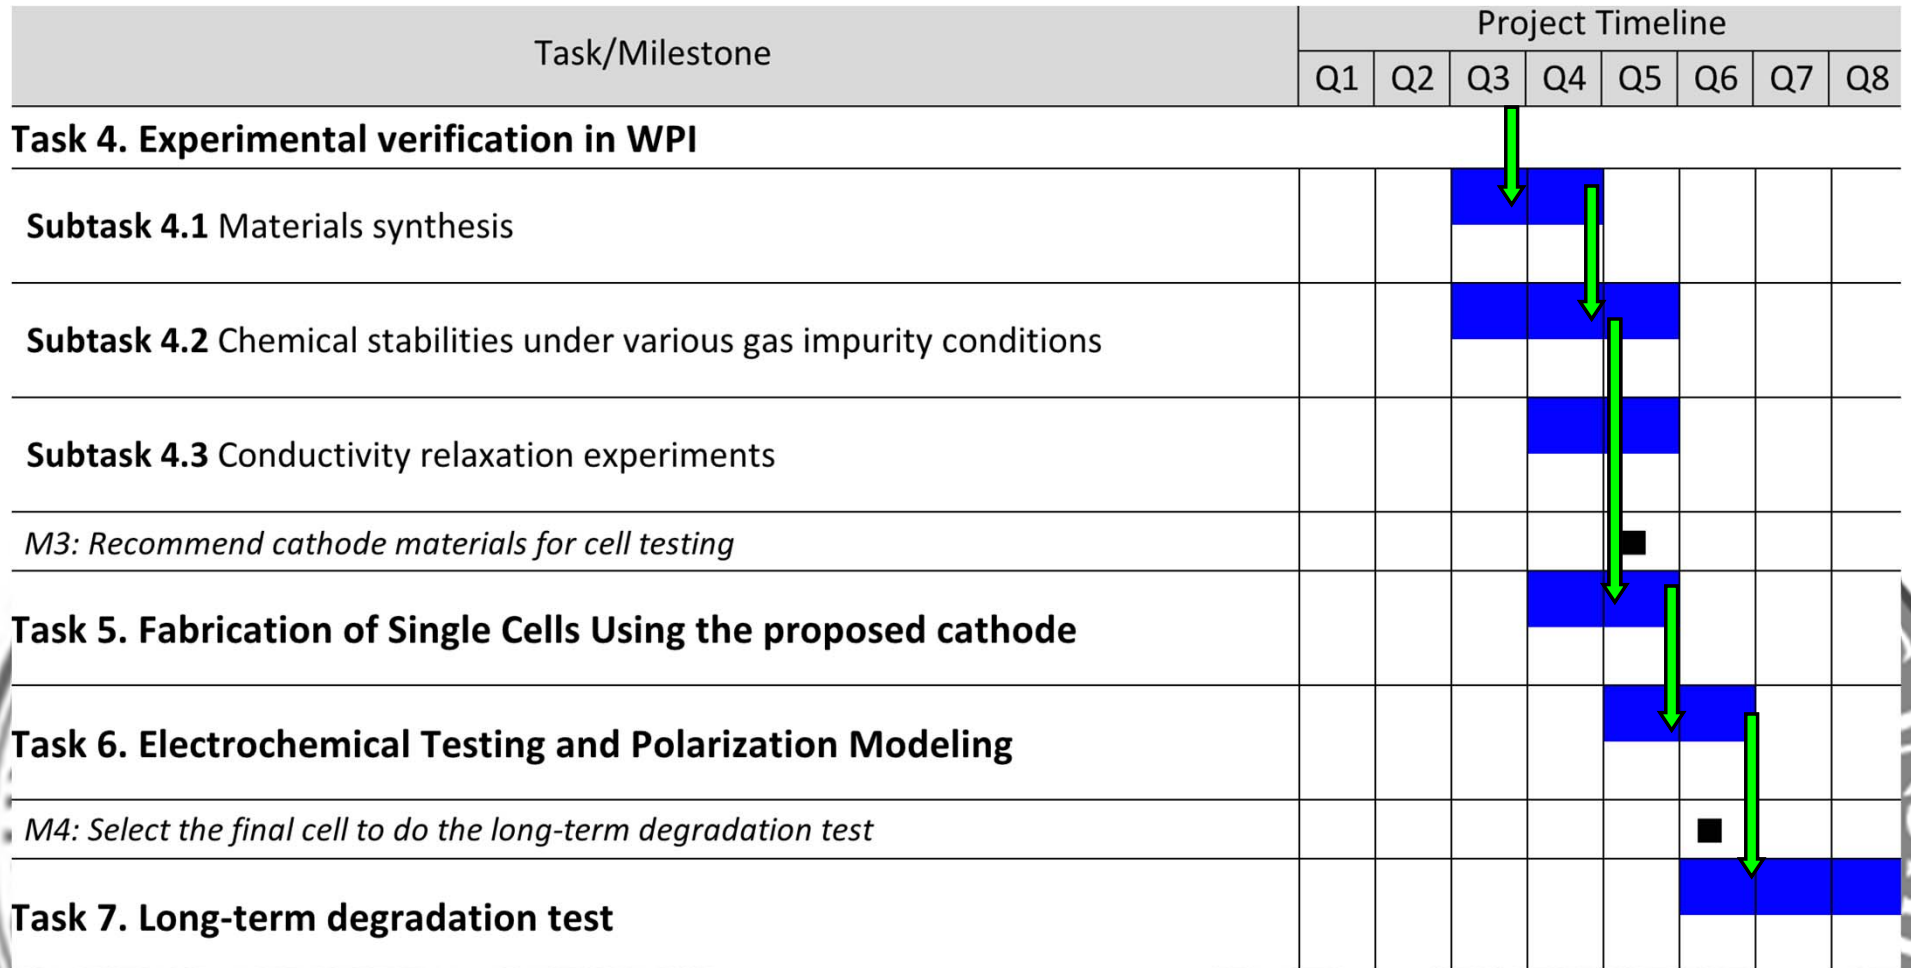 Task/Milestone
Project Timeline
Q1 Q2 Q3 Q4 Q5 Q6 Q7 Q8
Task 4. Experimental verification in WPI
Subtask 4.1 Materials synthesis
Subtask 4.2 Chemical stabilities under various gas impurity conditions
Subtask 4.3 Conductivity relaxation experiments
M3: Recommend cathode materials for cell testing
Task 5. Fabrication of Single Cells Using the proposed cathode
Task 6. Electrochemical Testing and Polarization Modeling
M4: Select the final cell to do the long-term degradation test
Task 7. Long-term degradation test